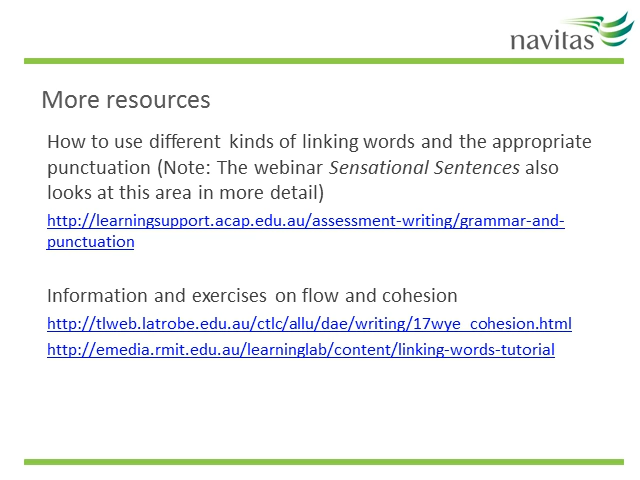 navitas
More resources
How to use different kinds of linking words and the appropriate
punctuation (Note: The webinar Sensational Sentences also
looks at this area in more detail)
http://learningsupport.acap.edu.au/assessment-writing/grammar-and-
punctuation
Information and exercises on flow and cohesion
http://tlweb.latrobe.edu.au/ctlc/allu/dae/writing/17wye_cohesion.html
http://emedia.rmit.edu.au/learninglab/content/linking-words-tutorial